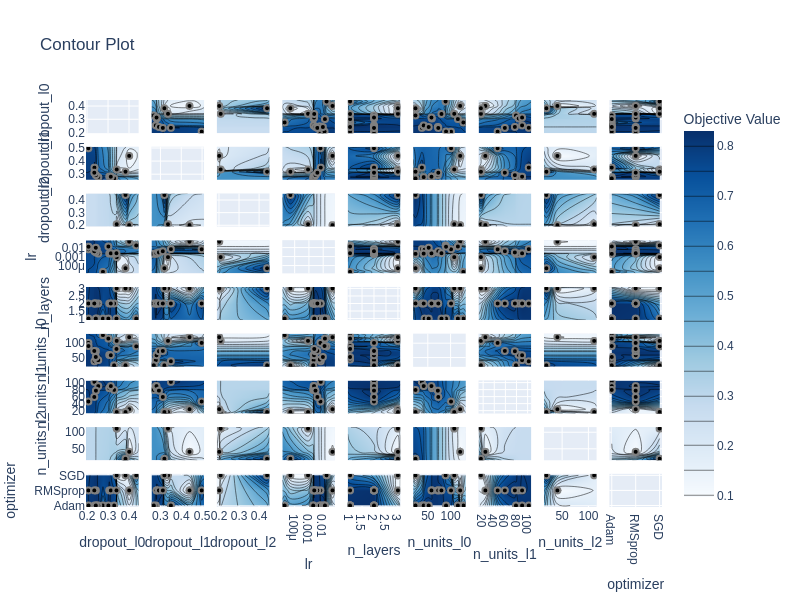 Contour Plot
Objective Value
0.8
0.7
0.6
0.5
0.4
0.3
0.2
0.1
dropout_l0
0.4
0.3
0.2
dropout_l1
0.5
0.4
0.3
dropout_l2
0.4
0.3
0.2
lr
0.01
0.001
100μ
n_layers
3
2.5
2
1.5
1
n_units_l0
100
50
n_units_l1
100
80
60
40
20
n_units_l2
100
50
optimizer
SGD
RMSprop
Adam
0.2 0.3 0.4
0.3 0.4 0.5
0.2 0.3 0.4
100μ 0.001 0.01
1 1.5 2 2.5 3
50 100
20 40 60 80 100
50 100
Adam RMSprop SGD
dropout_l0 dropout_l1 dropout_l2 lr n_layers n_units_l0 n_units_l1 n_units_l2 optimizer